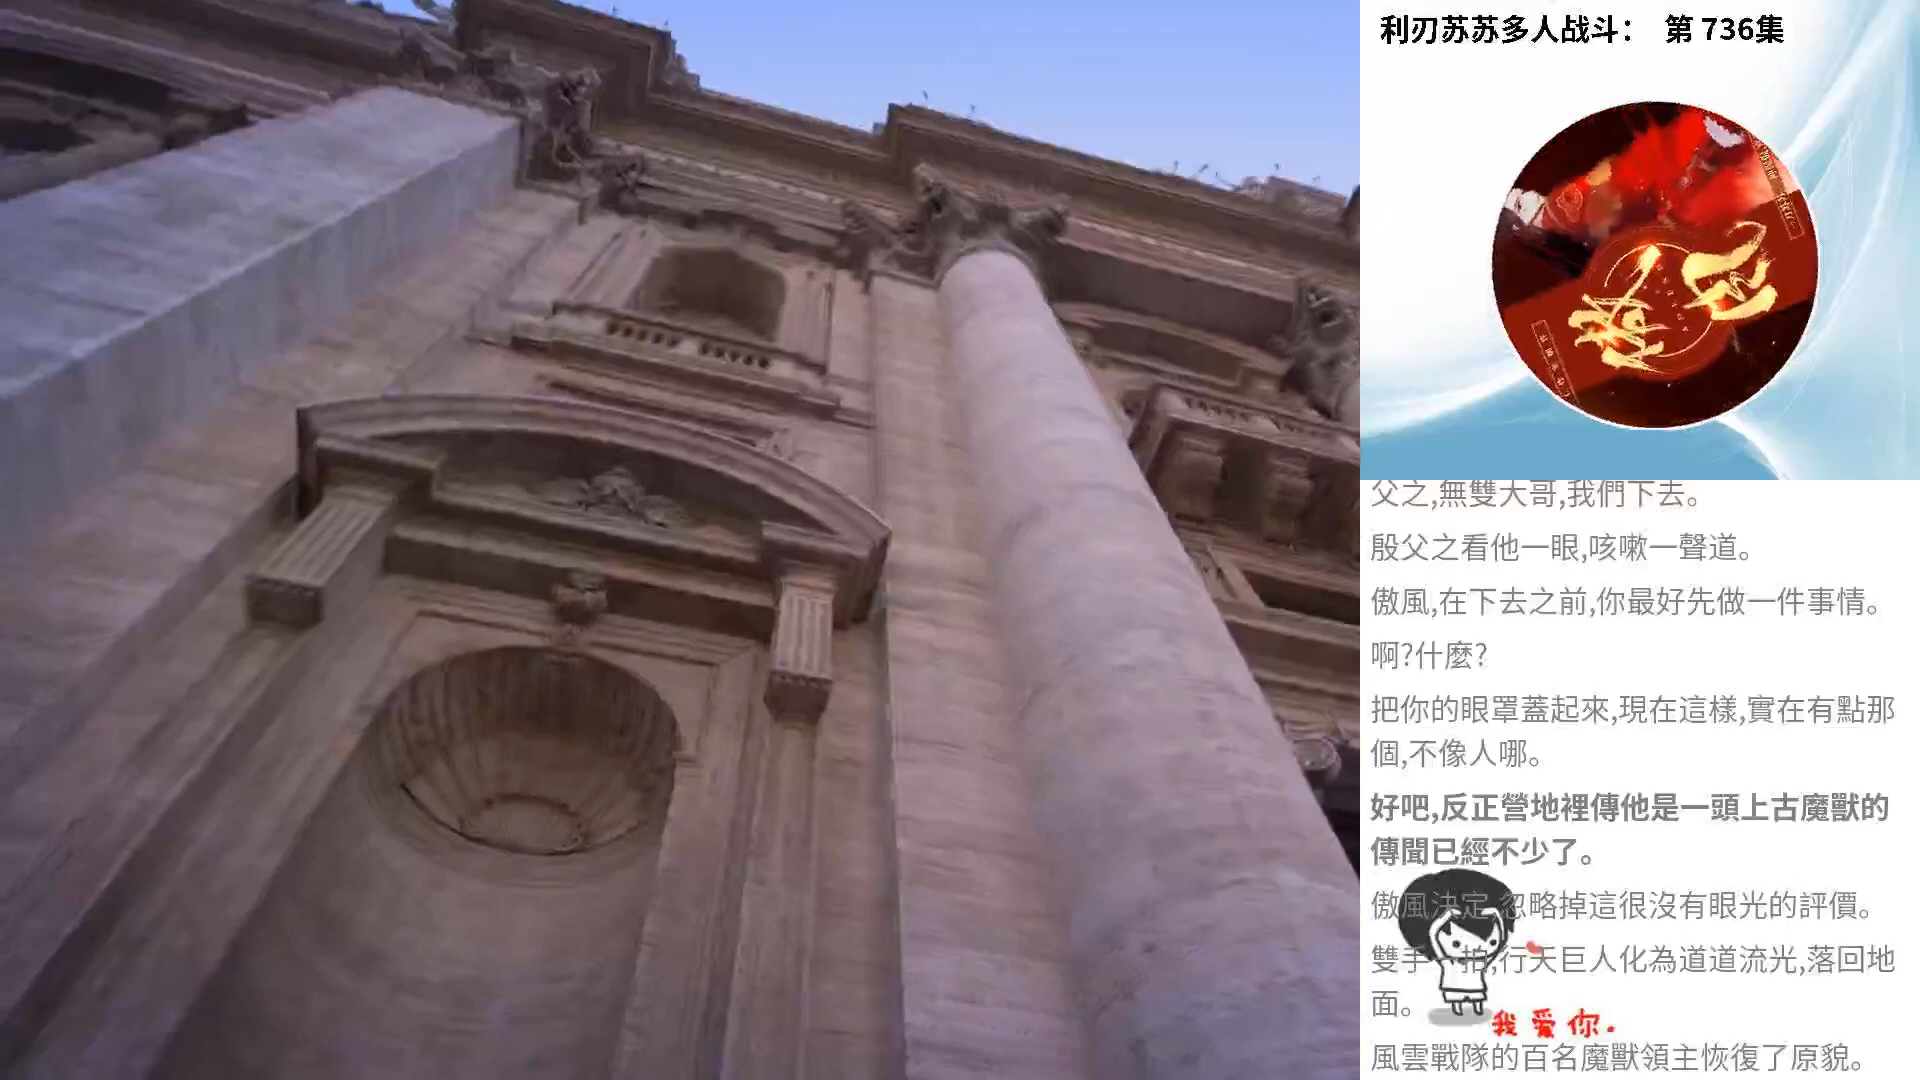 利刃苏苏多人战斗： 第 736集
父之,無雙大哥,我們下去。
殷父之看他一眼,咳嗽一聲道。
傲風,在下去之前,你最好先做一件事情。
啊?什麼?
把你的眼罩蓋起來,現在這樣,實在有點那
個,不像人哪。
好吧,反正營地裡傳他是一頭上古魔獸的
傳聞已經不少了。
傲風決定,忽略掉這很沒有眼光的評價。
雙手一拍,行天巨人化為道道流光,落回地
面。
我愛你.
風雲戰隊的百名魔獸領主恢復了原貌。